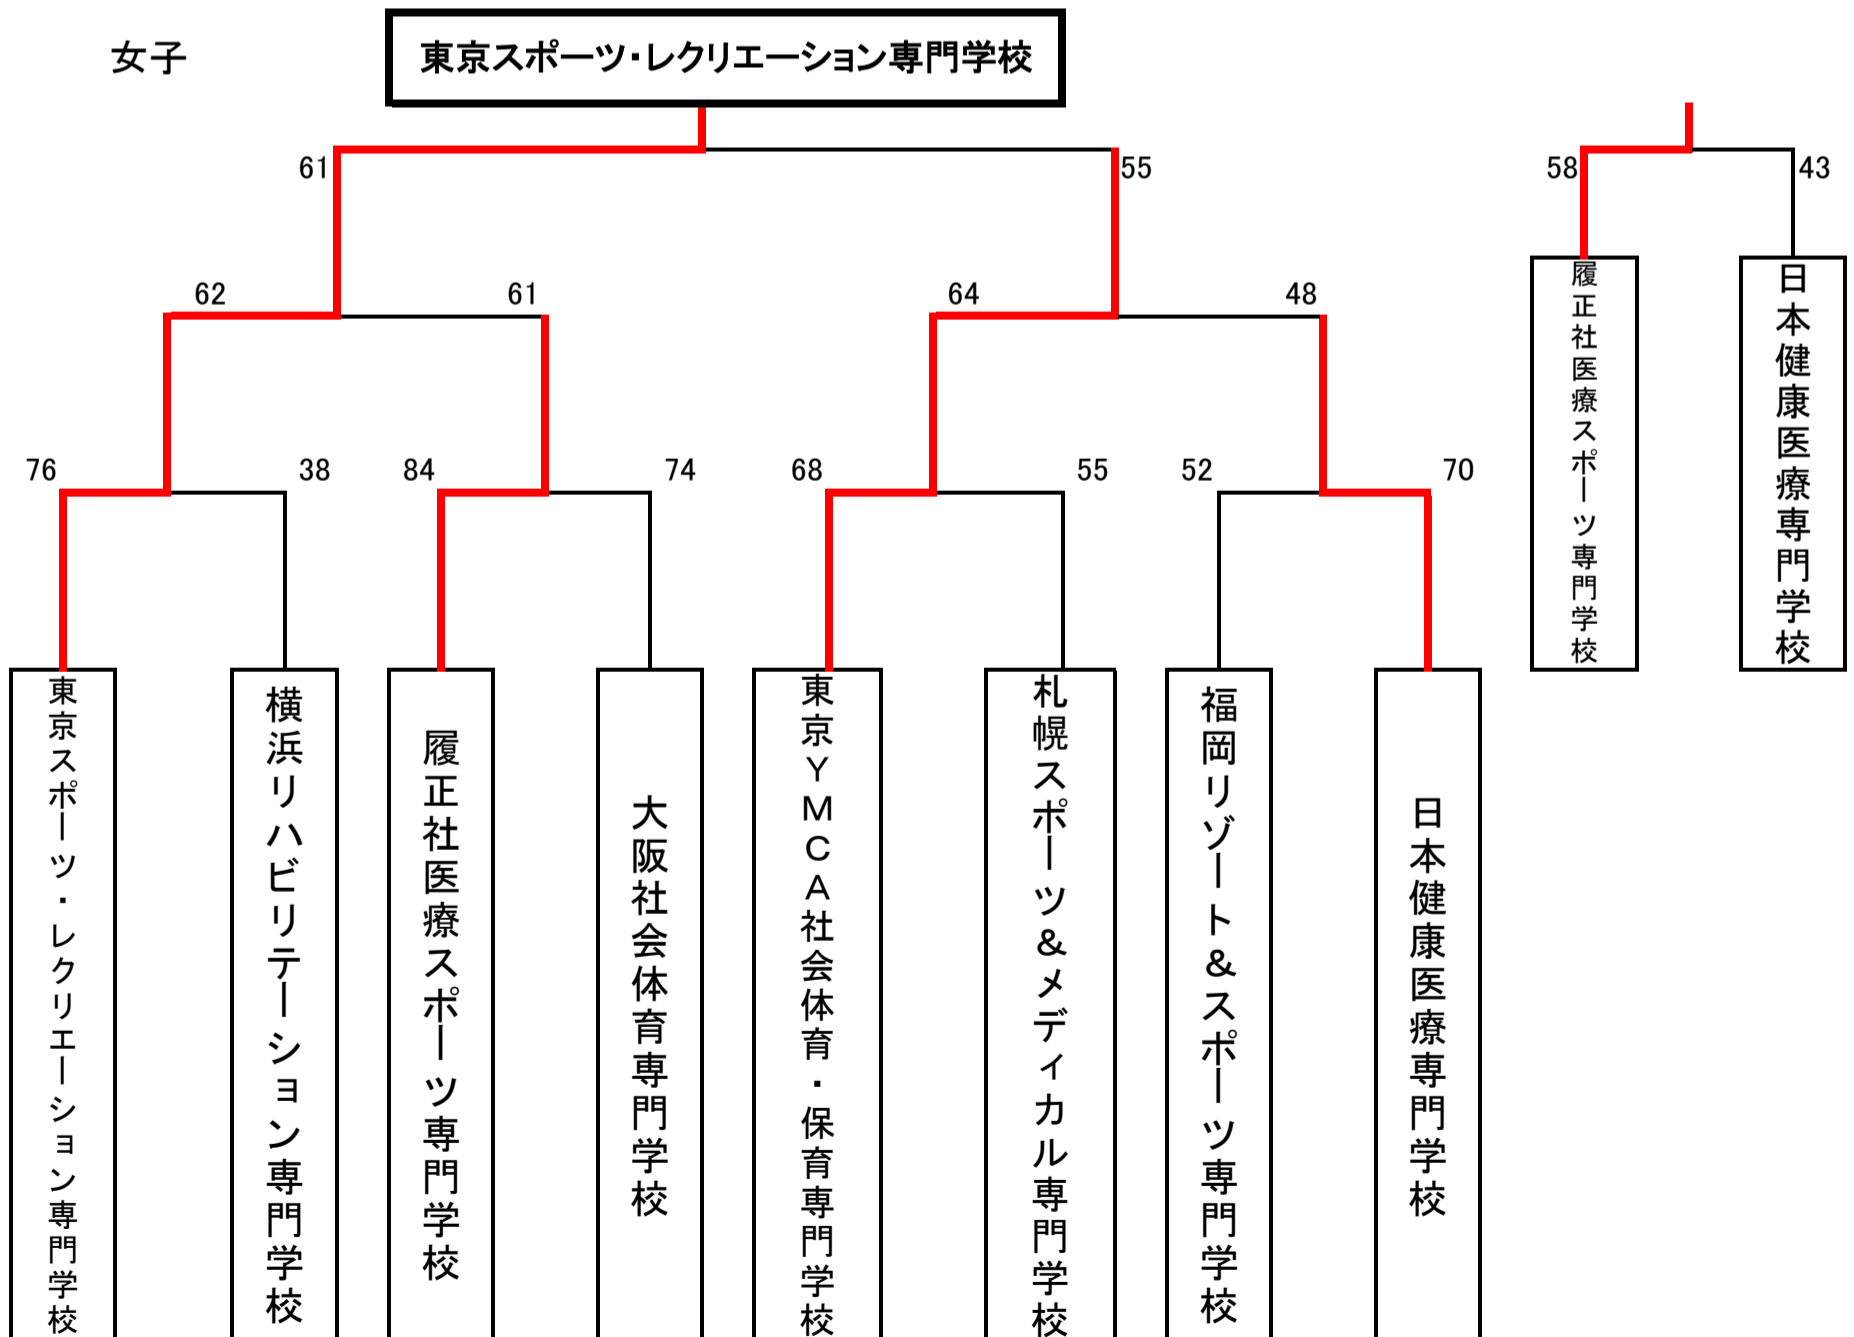 女子
東京スポーツ・レクリエーション専門学校
61
55
58
43
62
61
64
48
履正社医療スポーツ専門学校
日本健康医療専門学校
76
38
84
74
68
55
52
70
東京スポーツ・レクリエーション専門学校
横浜リハビリテーション専門学校
履正社医療スポーツ専門学校
大阪社会体育専門学校
東京YMCA社会体育・保育専門学校
札幌スポーツ&メディカル専門学校
福岡リゾート&スポーツ専門学校
日本健康医療専門学校